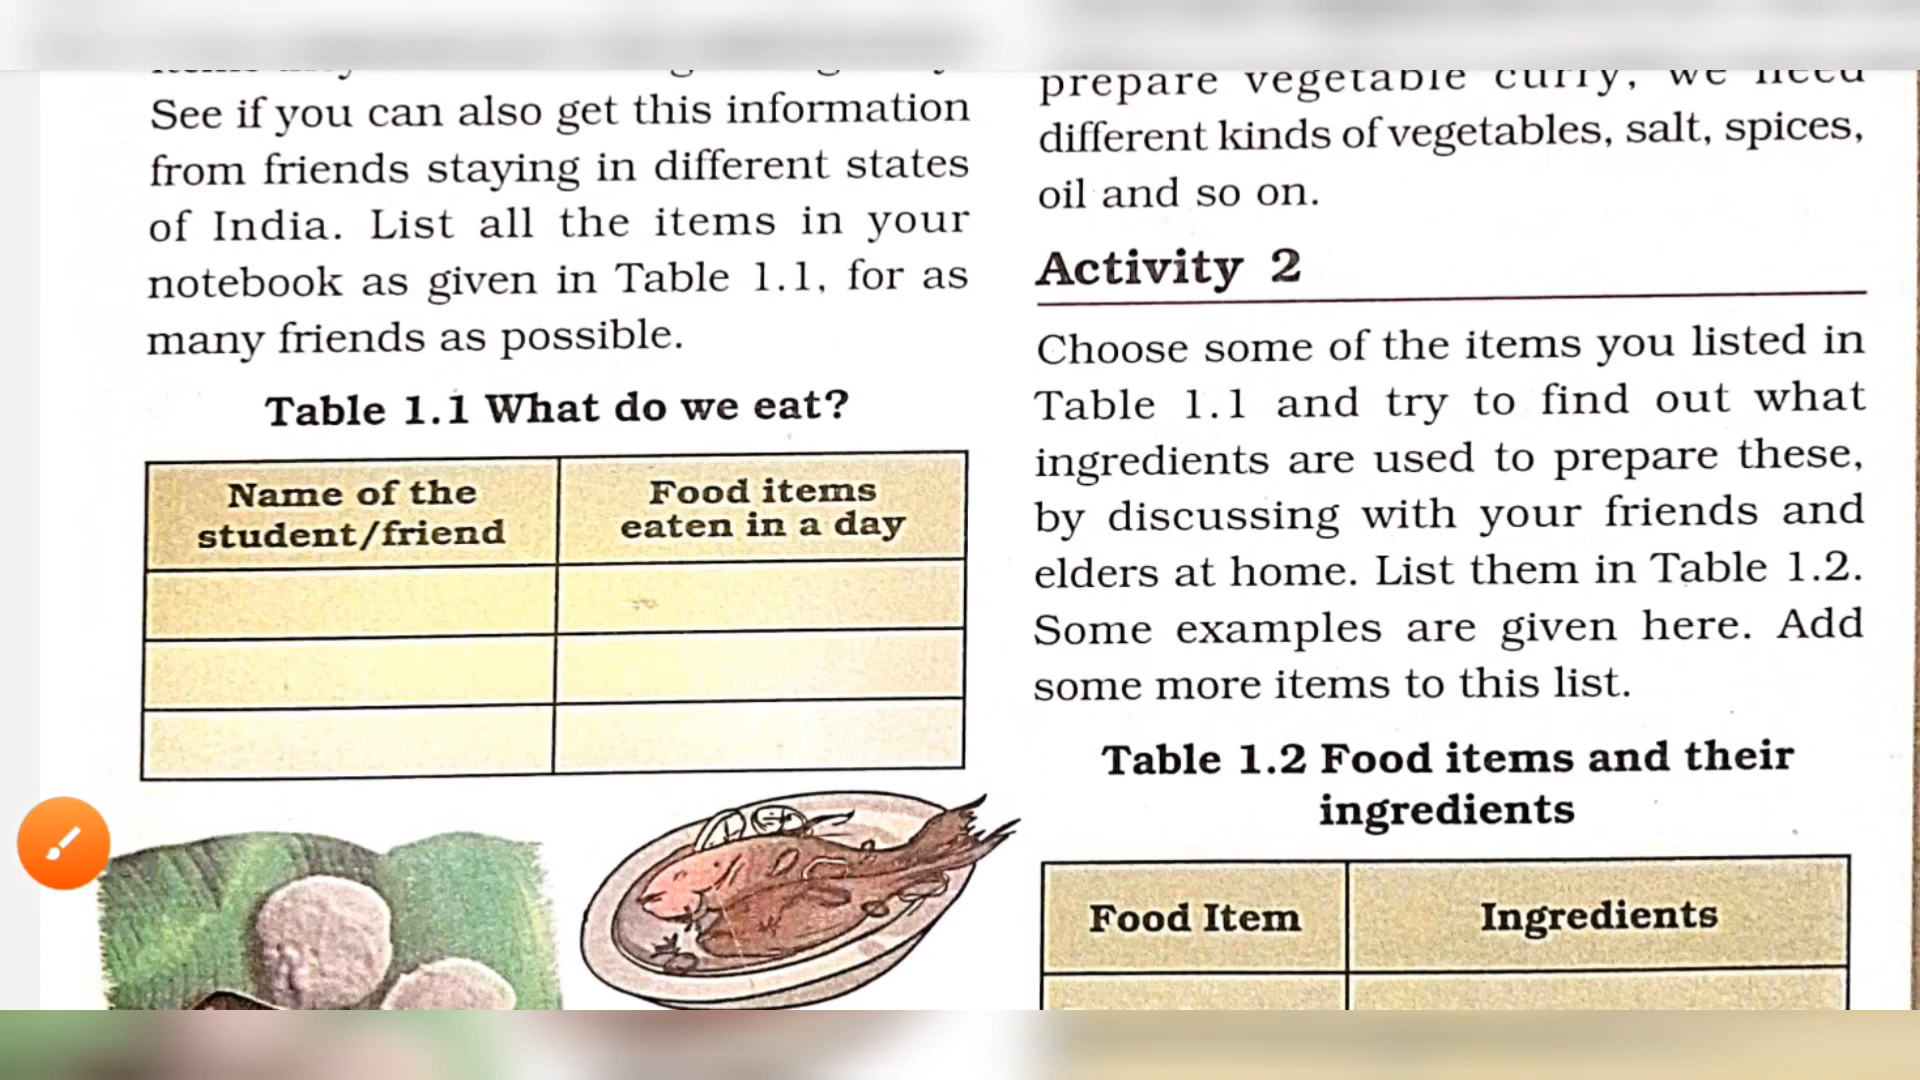 See if you can also get this information
from friends staying in different states
of India. List all the items in your
notebook as given in Table 1.1, for as
many friends as possible.
Table 1.1 What do we eat?
Name of the
student/friend
Food items
eaten in a day
prepare vegetable curry, we need
different kinds of vegetables, salt, spices,
oil and so on.
Activity 2
Choose some of the items you listed in
Table 1.1 and try to find out what
ingredients are used to prepare these,
by discussing with your friends and
elders at home. List them in Table 1.2.
Some examples are given here. Add
some more items to this list.
Table 1.2 Food items and their
ingredients
Food Item
Ingredients